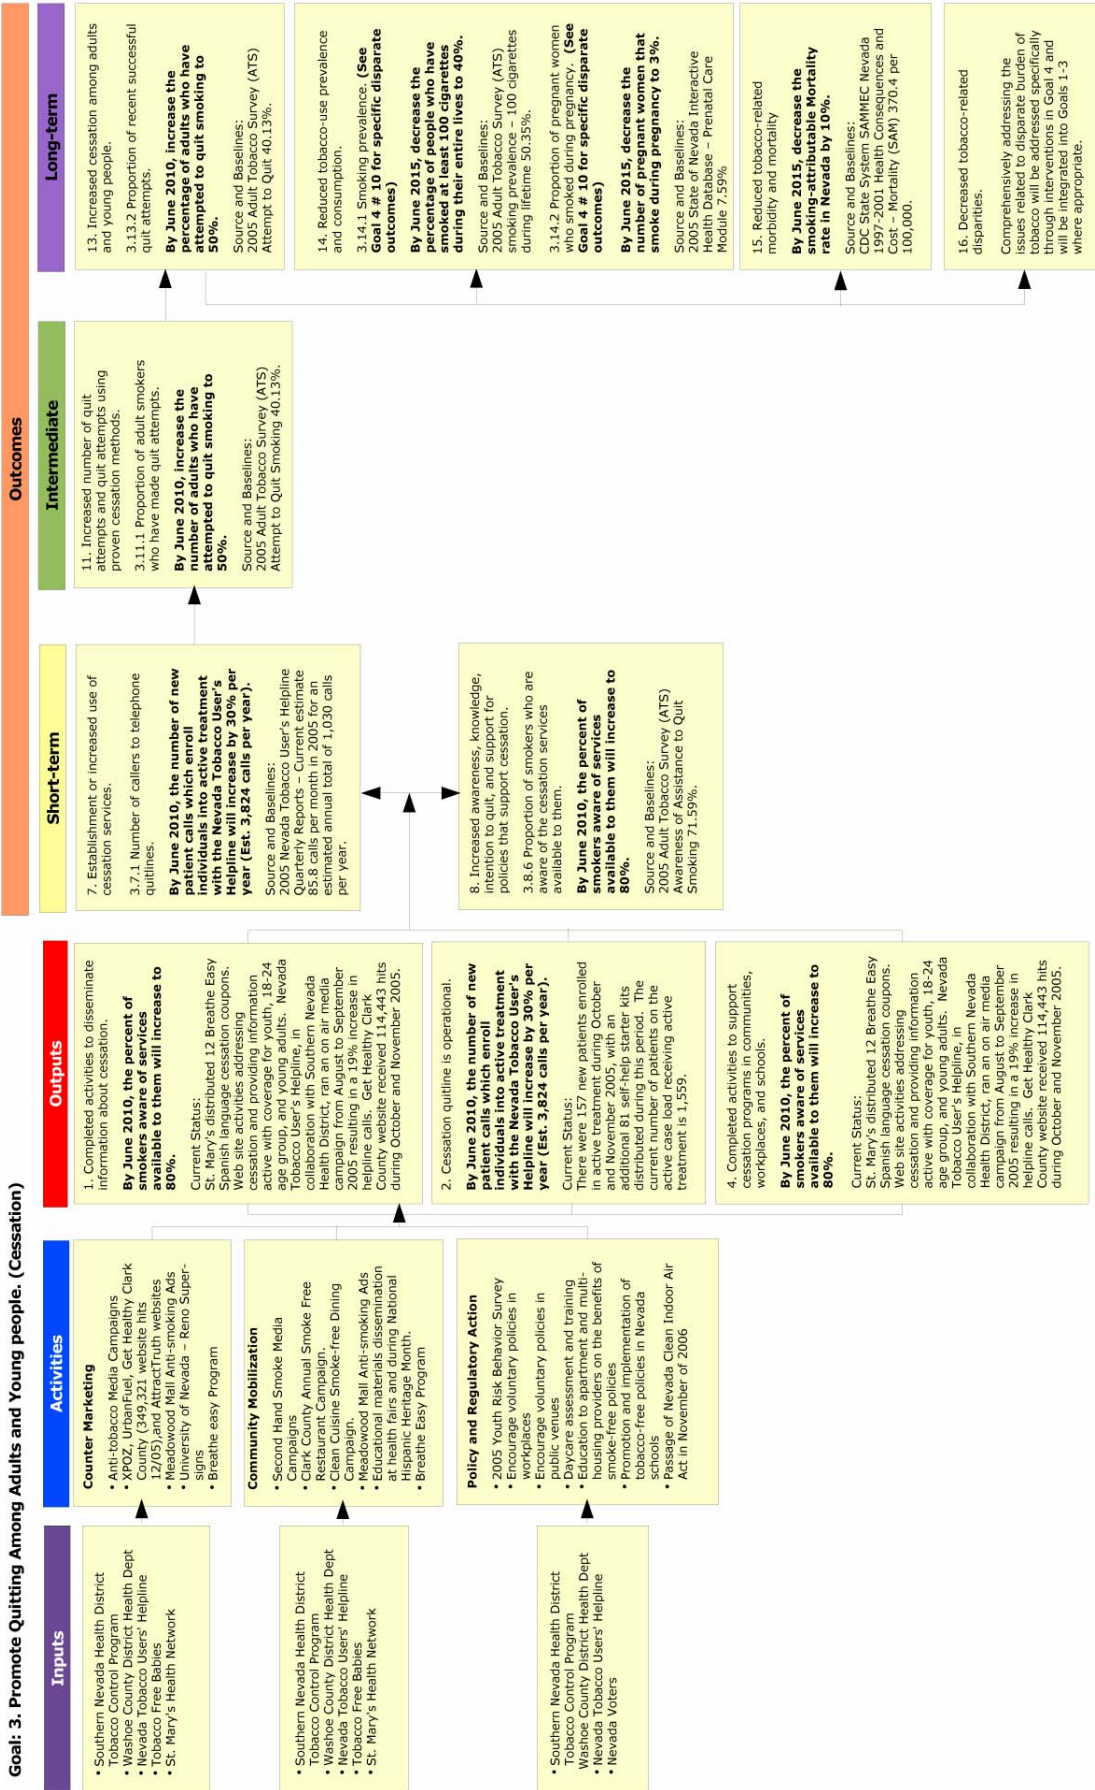 Goal: 3. Promote Quitting Among Adults and Young people. (Cessation)
Inputs
• Southern Nevada Health District
Tobacco Control Program
• Washoe County District Health Dept
• Nevada Tobacco Users' Helpline
• Tobacco Free Babies
• St. Mary's Health Network
• Southern Nevada Health District
Tobacco Control Program
• Washoe County District Health Dept
• Nevada Tobacco Users' Helpline
• Tobacco Free Babies
• St. Mary's Health Network
• Southern Nevada Health District
Tobacco Control Program
Washoe County District Health Dept
• Nevada Tobacco Users' Helpline
• Nevada Voters
Activities
Counter Marketing
• Anti-tobacco Media Campaigns
• XPOZ, UrbanFuel, Get Healthy Clark
County (349,321 website hits
12/05),and AttractTruth websites
• Meadowood Mall Anti-smoking Ads
• University of Nevada – Reno Super-
signs
• Breathe easy Program
Community Mobilization
• Second Hand Smoke Media
Campaigns
• Clark County Annual Smoke Free
Restaurant Campaign.
• Clean Cuisine Smoke-free Dining
Campaign.
• Meadowood Mall Anti-smoking Ads
• Educational materials dissemination
at health fairs and during National
Hispanic Heritage Month.
• Breathe Easy Program
Policy and Regulatory Action
• 2005 Youth Risk Behavior Survey
• Encourage voluntary policies in
workplaces
• Encourage voluntary policies in
public venues
• Daycare assessment and training
• Education to apartment and multi-
housing providers on the benefits of
smoke-free policies
• Promotion and implementation of
tobacco-free policies in Nevada
schools
• Passage of Nevada Clean Indoor Air
Act in November of 2006
Outputs
1. Completed activities to disseminate
information about cessation.
By June 2010, the percent of
smokers aware of services
available to them will increase to
80%.
Current Status:
St. Mary's distributed 12 Breathe Easy
Spanish language cessation coupons.
Web site activities addressing
cessation and providing information
active with coverage for youth, 18-24
age group, and young adults. Nevada
Tobacco User's Helpline, in
collaboration with Southern Nevada
Health District, ran on air media
campaign from August to September
2005 resulting in a 19% increase in
helpline calls. Get Healthy Clark
County website received 114,443 hits
during October and November 2005.
2. Cessation quitline is operational.
By June 2010, the number of new
patient calls which enroll
individuals into active treatment
with the Nevada Tobacco User's
Helpline will increase by 30% per
year (Est. 3,824 calls per year).
Current Status:
There were 157 new patients enrolled
in active treatment during October
and November 2005, with an
additional 81 self-help starter kits
distributed during this period. The
current number of patients on the
active case load receiving active
treatment is 1,559.
4. Completed activities to support
cessation programs in communities,
workplaces, and schools.
By June 2010, the percent of
smokers aware of services
available to them will increase to
80%.
Current Status:
St. Mary's distributed 12 Breathe Easy
Spanish language cessation coupons.
Web site activities addressing
cessation and providing information
active with coverage for youth, 18-24
age group, and young adults. Nevada
Tobacco User's Helpline, in
collaboration with Southern Nevada
Health District, ran on air media
campaign from August to September
2005 resulting in a 19% increase in
helpline calls. Get Healthy Clark
County website received 114,443 hits
during October and November 2005.
Outcomes
Short-term
7. Establishment or increased use of
cessation services.
3.7.1 Number of callers to telephone
quitlines.
By June 2010, the number of new
patient calls which enroll
individuals into active treatment
with the Nevada Tobacco User's
Helpline will increase by 30% per
year (Est. 3,824 calls per year).
Source and Baselines:
2005 Nevada Tobacco User's Helpline
Quarterly Reports – Current estimate
85.8 calls per month in 2005 for an
estimated annual total of 1,030 calls
per year.
8. Increased awareness, knowledge,
intention to quit, and support for
policies that support cessation.
3.8.6 Proportion of smokers who are
aware of the cessation services
available to them.
By June 2010, the percent of
smokers aware of services
available to them will increase to
80%.
Source and Baselines:
2005 Adult Tobacco Survey (ATS)
Awareness of Assistance to Quit
Smoking 71.59%.
Intermediate
11. Increased number of quit
attempts and quit attempts using
proven cessation methods.
3.11.1 Proportion of adult smokers
who have made quit attempts.
By June 2010, increase the
number of adults who have
attempted to quit smoking to
50%.
Source and Baselines:
2005 Adult Tobacco Survey (ATS)
Attempt to Quit Smoking 40.13%.
Long-term
13. Increased cessation among adults
and young people.
3.13.2 Proportion of recent successful
quit attempts.
By June 2010, increase the
percentage of adults who have
attempted to quit smoking to
50%.
Source and Baselines:
2005 Adult Tobacco Survey (ATS)
Attempt to Quit 40.13%.
14. Reduced tobacco-use prevalence
and consumption.
3.14.1 Smoking prevalence. (See
Goal 4 # 10 for specific disparate
outcomes)
By June 2015, decrease the
percentage of people who have
smoked at least 100 cigarettes
during their entire lives to 40%.
Source and Baselines:
2005 Adult Tobacco Survey (ATS)
smoking prevalence – 100 cigarettes
during lifetime 50.35%.
3.14.2 Proportion of pregnant women
who smoked during pregnancy. (See
Goal 4 # 10 for specific disparate
outcomes)
By June 2015, decrease the
number of pregnant women that
smoke during pregnancy to 3%.
Source and Baselines:
2005 State of Nevada Interactive
Health Database – Prenatal Care
Module 7.59%
15. Reduced tobacco-related
morbidity and mortality
By June 2015, decrease the
smoking-attributable Mortality
rate in Nevada by 10%.
Source and Baselines:
CDC State System SAMMEC Nevada
1997-2001 Health Consequences and
Cost – Mortality (SAM) 370.4 per
100,000.
16. Decreased tobacco-related
disparities.
Comprehensively addressing the
issues related to disparate burden of
tobacco will be addressed specifically
through interventions in Goal 4 and
will be integrated into Goals 1-3
where appropriate.